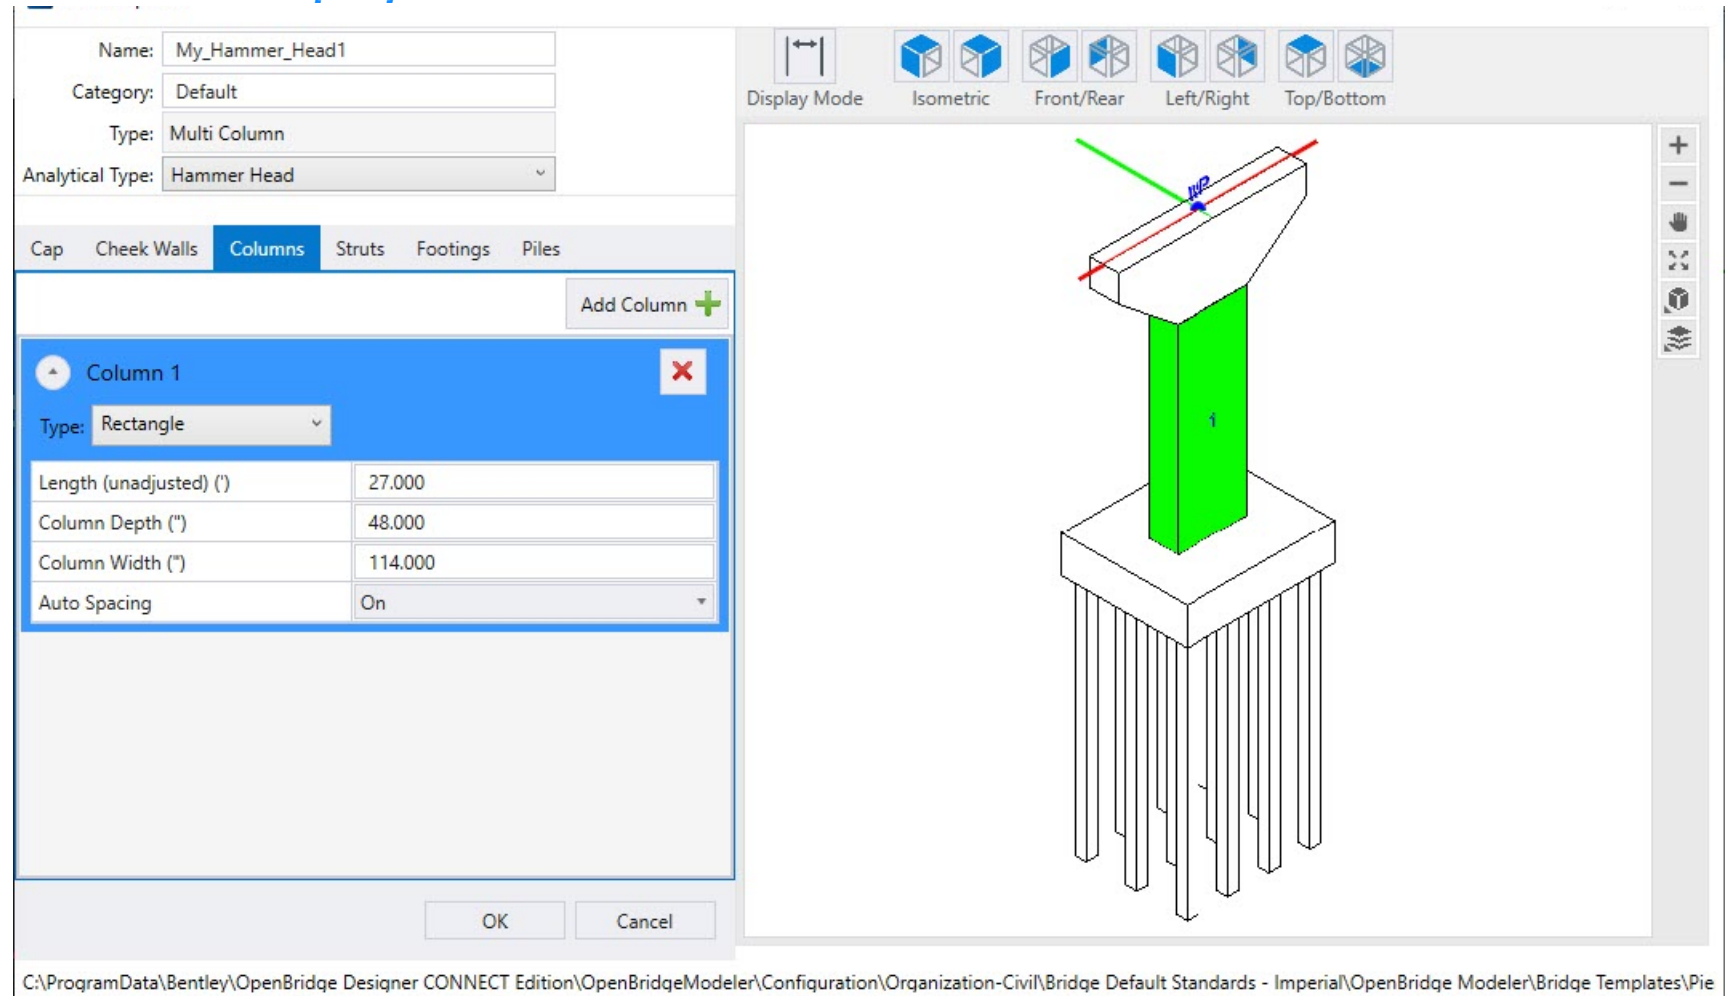 Name: My_Hammer_Head1
Category: Default
Type: Multi Column
Analytical Type: Hammer Head
Cap Cheek Walls Columns Struts Footings Piles
Add Column
Column 1
Type: Rectangle
Length (unadjusted) (') 27.000
Column Depth (") 48.000
Column Width (") 114.000
Auto Spacing On
OK Cancel
Display Mode Isometric Front/Rear Left/Right Top/Bottom
WP
1
C:\ProgramData\Bentley\OpenBridge Designer CONNECT Edition\OpenBridgeModeler\Configuration\Organization-Civil\Bridge Default Standards - Imperial\OpenBridge Modeler\Bridge Templates\Pie